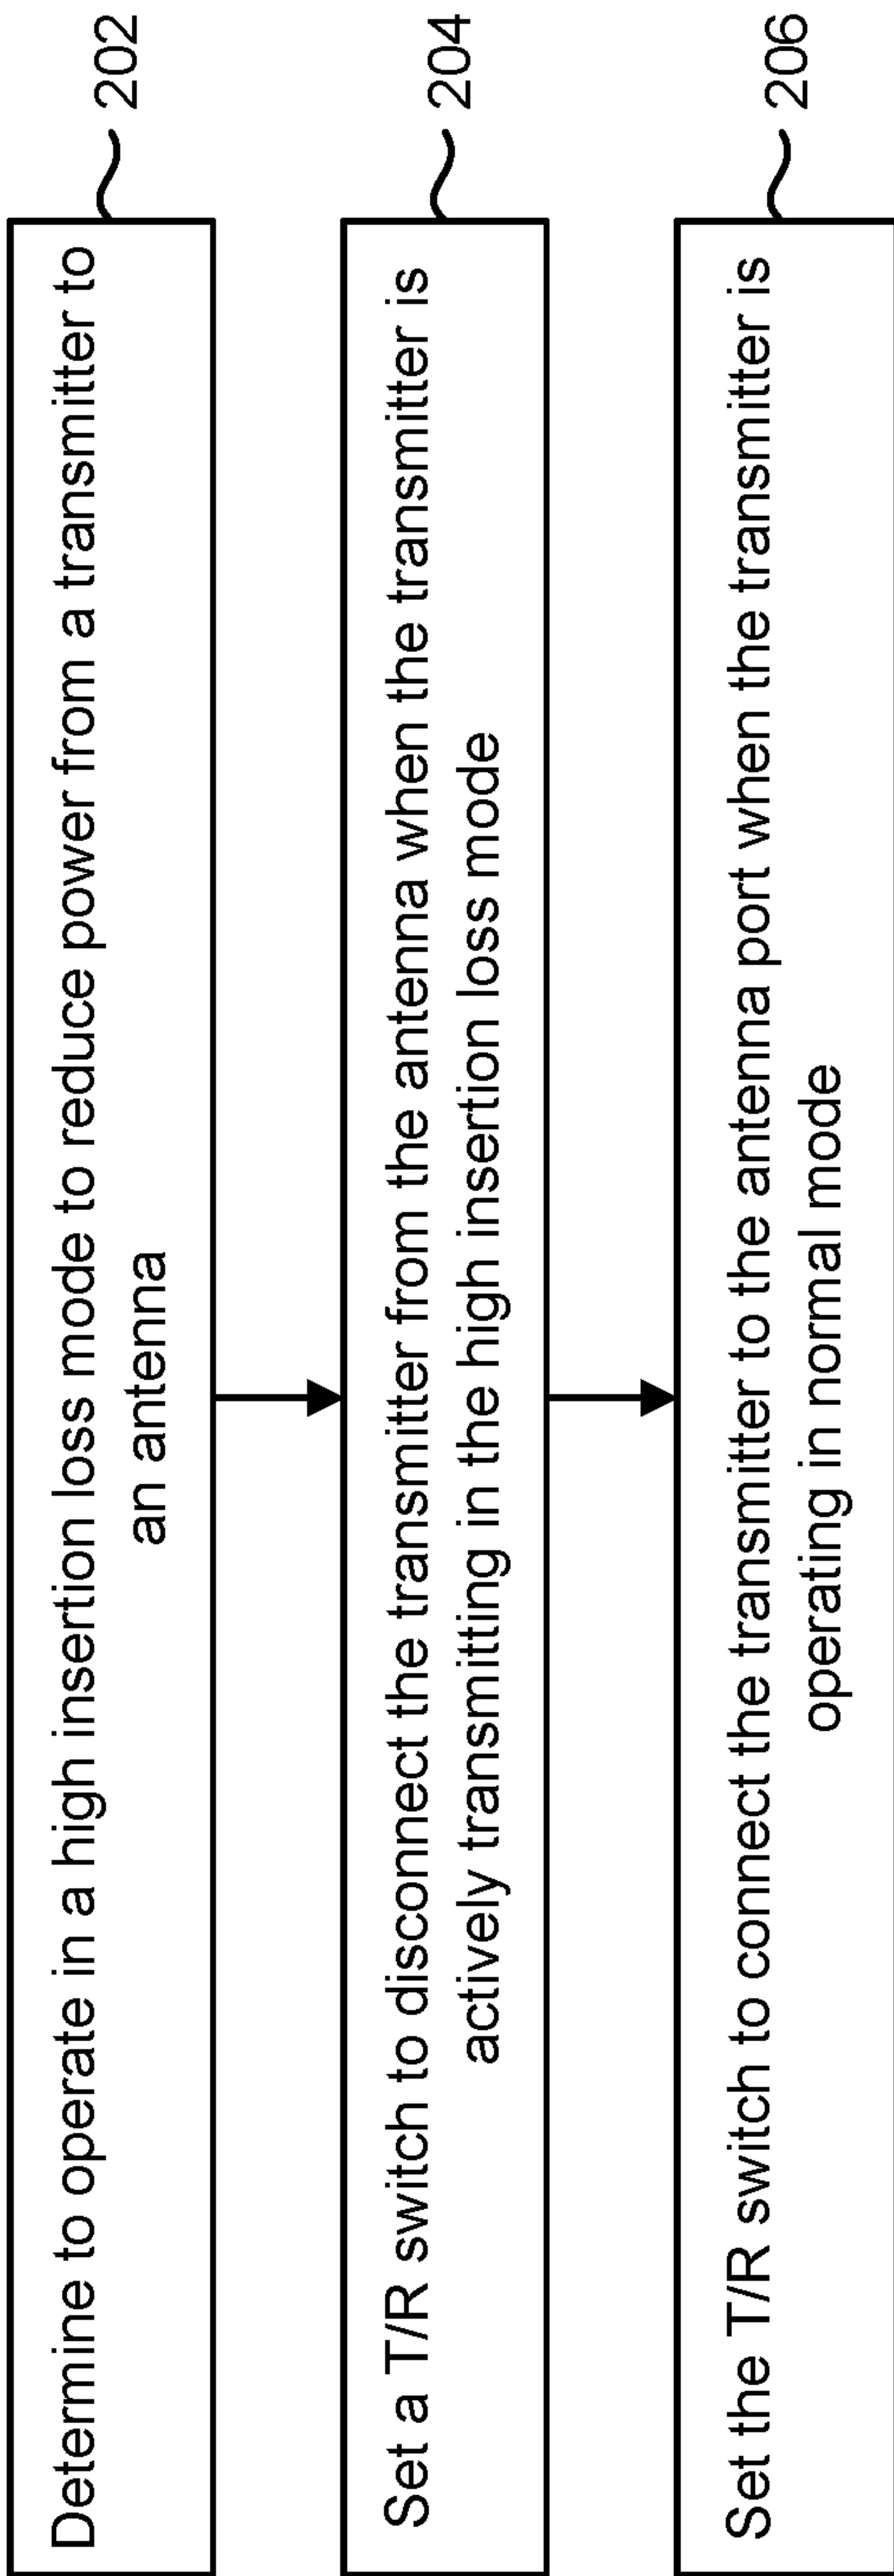 Determine to operate in a high insertion loss mode to reduce power from a transmitter to
an antenna
202
Set a T/R switch to disconnect the transmitter from the antenna when the transmitter is
actively transmitting in the high insertion loss mode
204
Set the T/R switch to connect the transmitter to the antenna port when the transmitter is
operating in normal mode
206